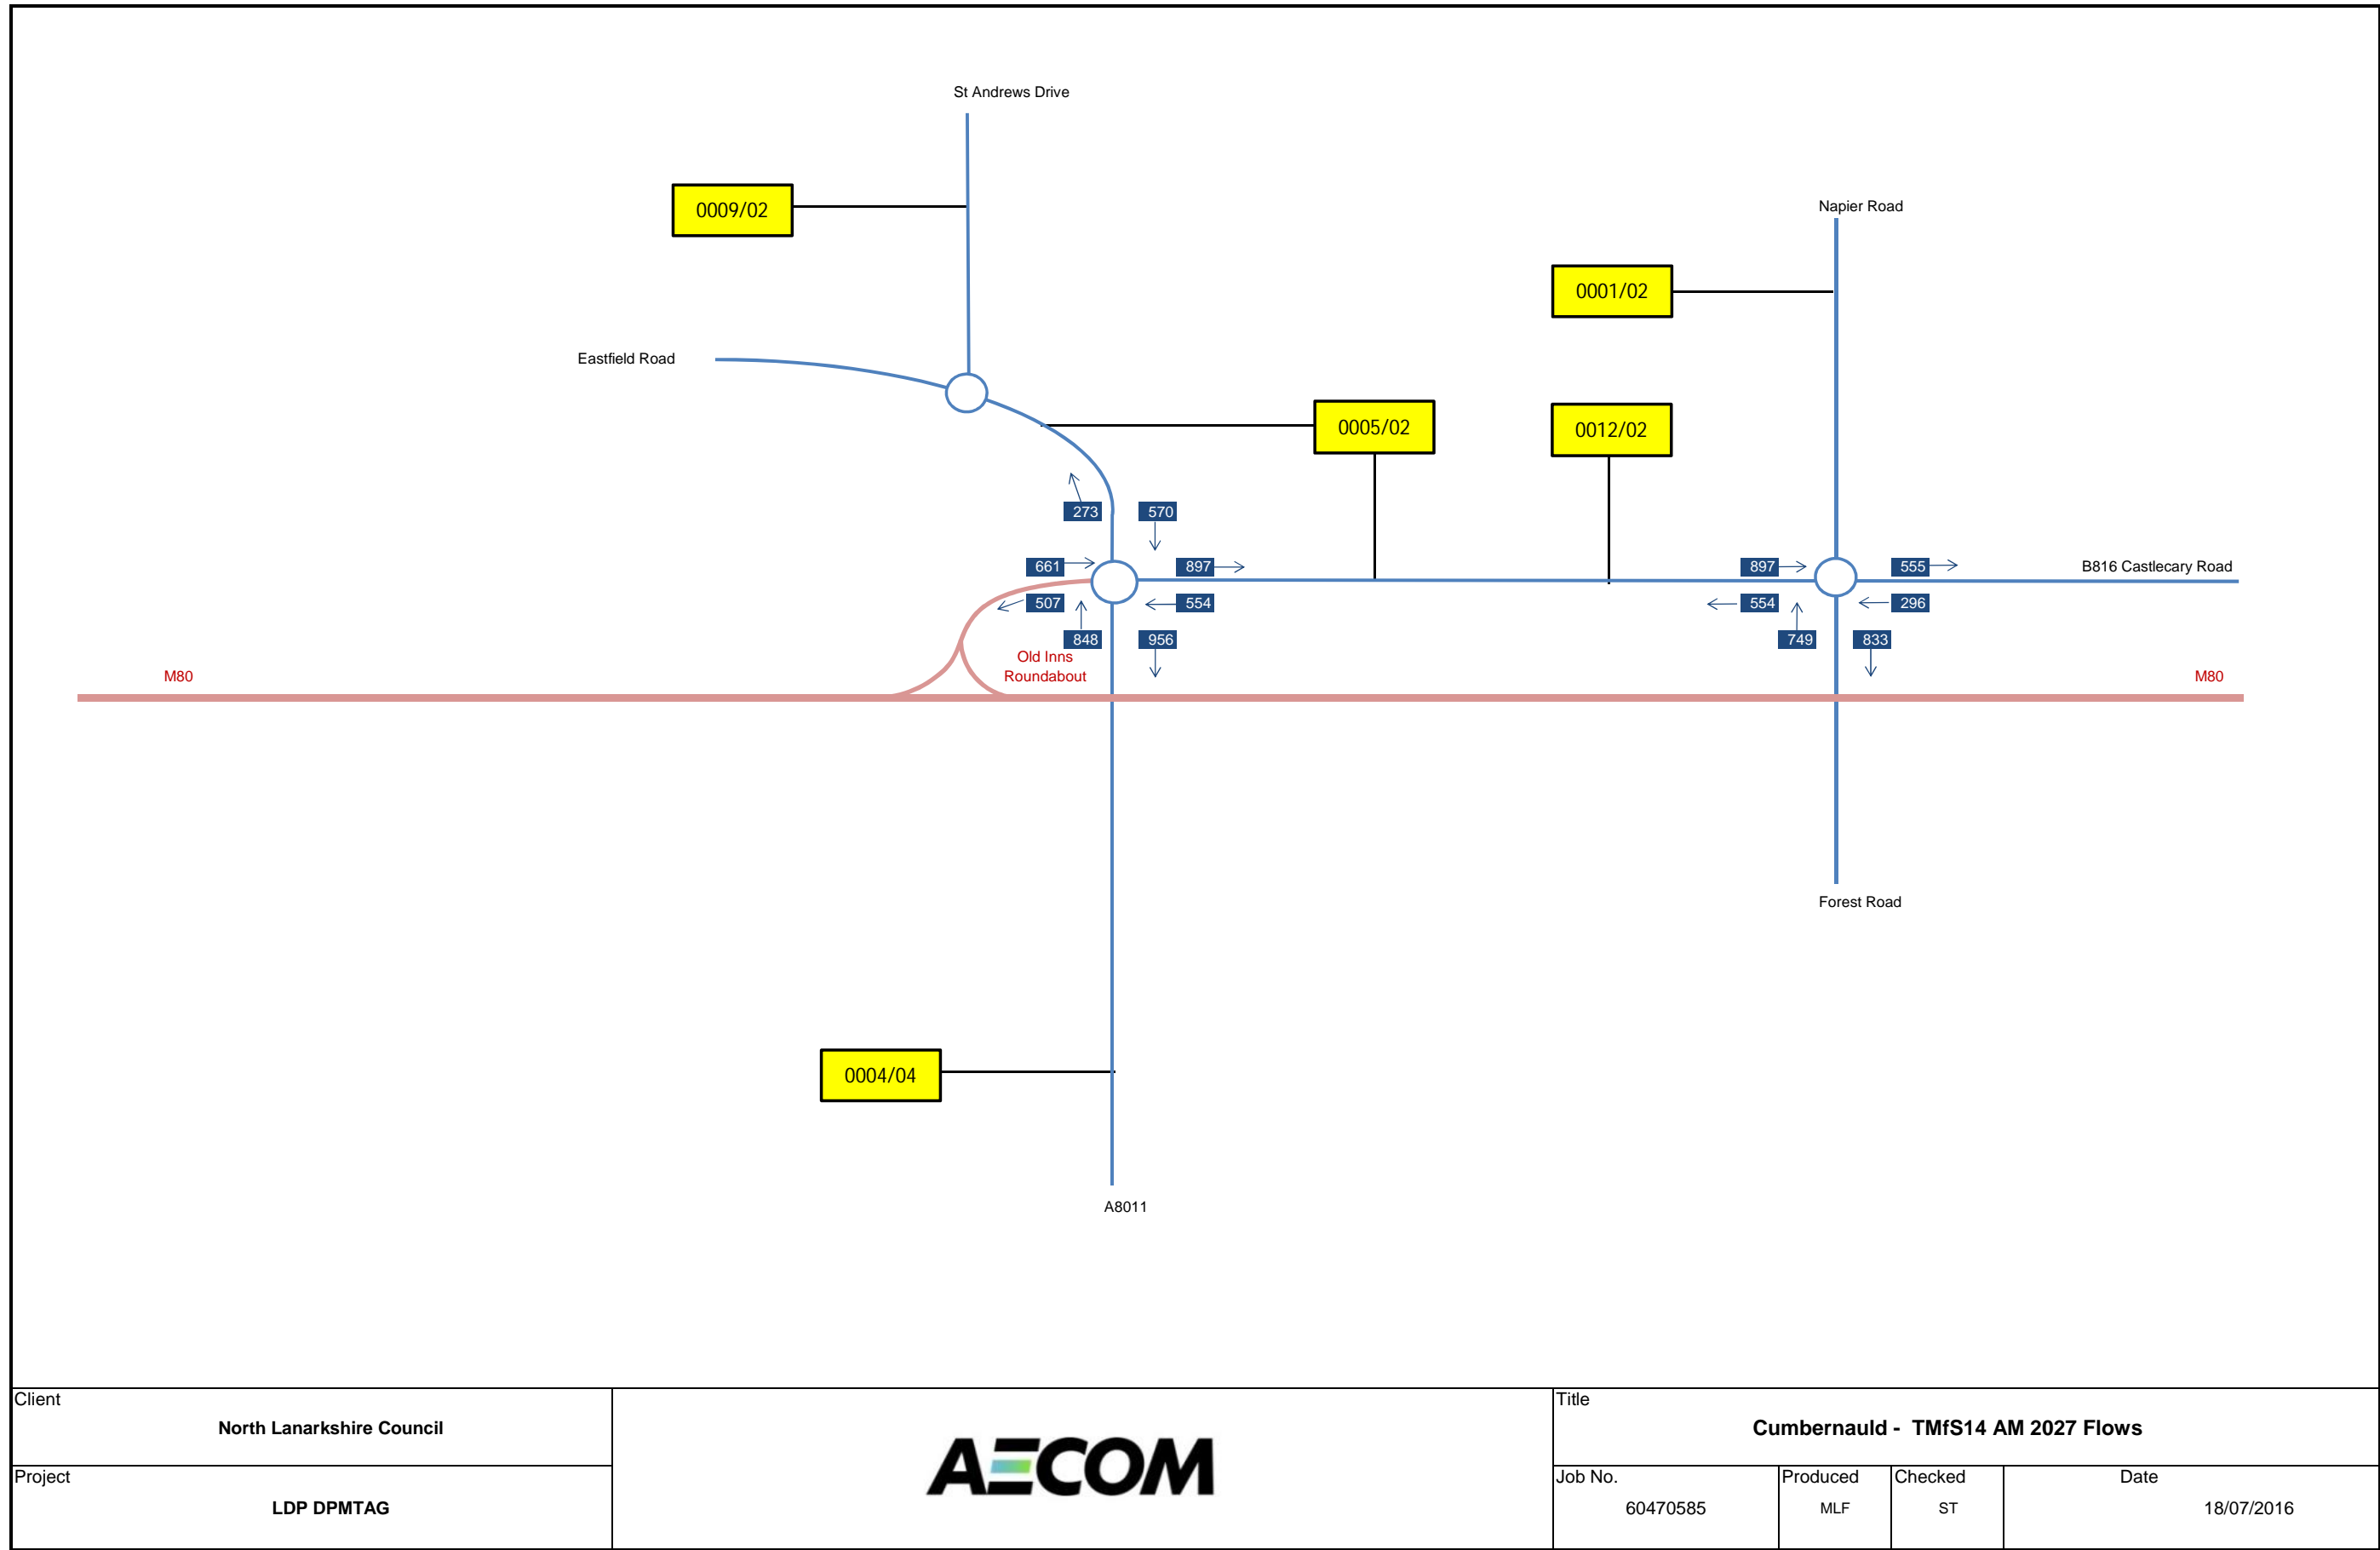 St Andrews Drive
0009/02
Napier Road
0001/02
Eastfield Road
0005/02
0012/02
273 570
661 897 897 555 B816 Castlecary Road
507 554 554 296
848 956 749 833
Old Inns
Roundabout
M80 M80
Forest Road
0004/04
A8011
Client
North Lanarkshire Council
Project
LDP DPMTAG
AECOM
Title
Cumbernauld - TMfS14 AM 2027 Flows
Job No. Produced Checked Date
60470585 MLF ST 18/07/2016